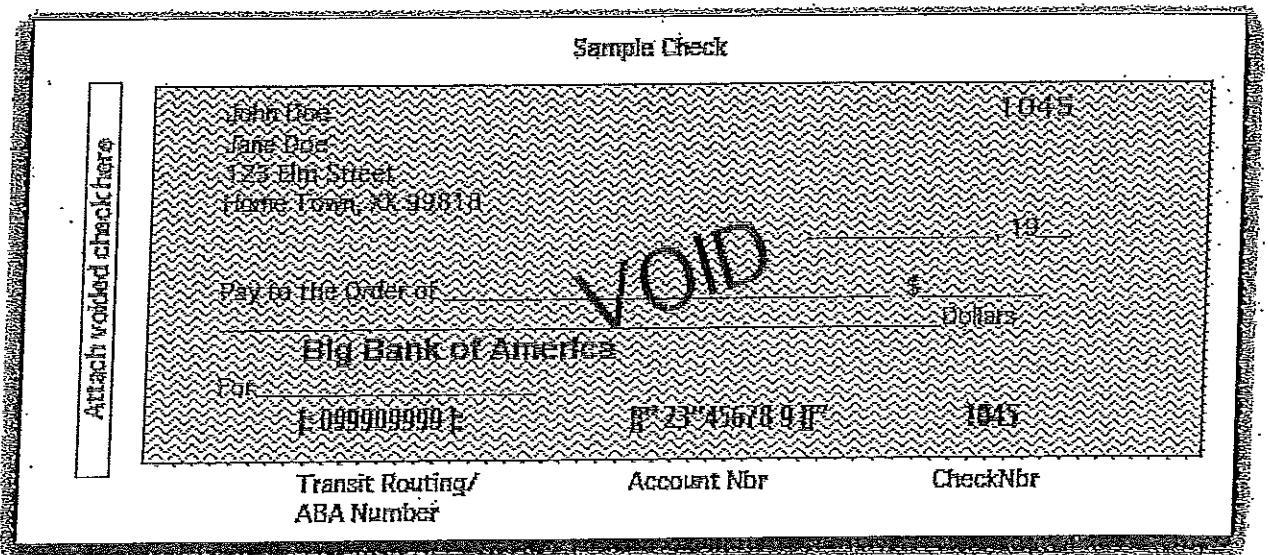 Sample Check
Attach voided check here
John Doe
1045
Jane Doe
123 Elm Street
Home Town, XX 99818
, 19
VOID
Pay to the Order of $
Dollars
Big Bank of America
For
1045
Transit Routing/ Account Nbr CheckNbr
ABA Number